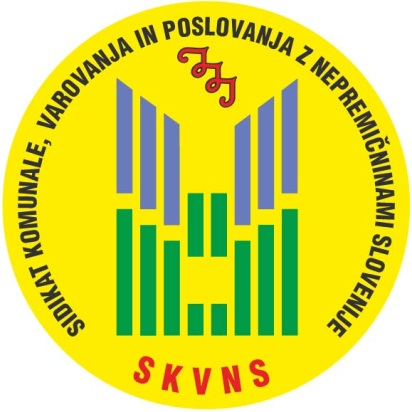 SIDIKAT KOMUNALE, VAROVANJA IN POSLOVANJA Z NEPREMIČNINAMI SLOVENIJE
SKVNS